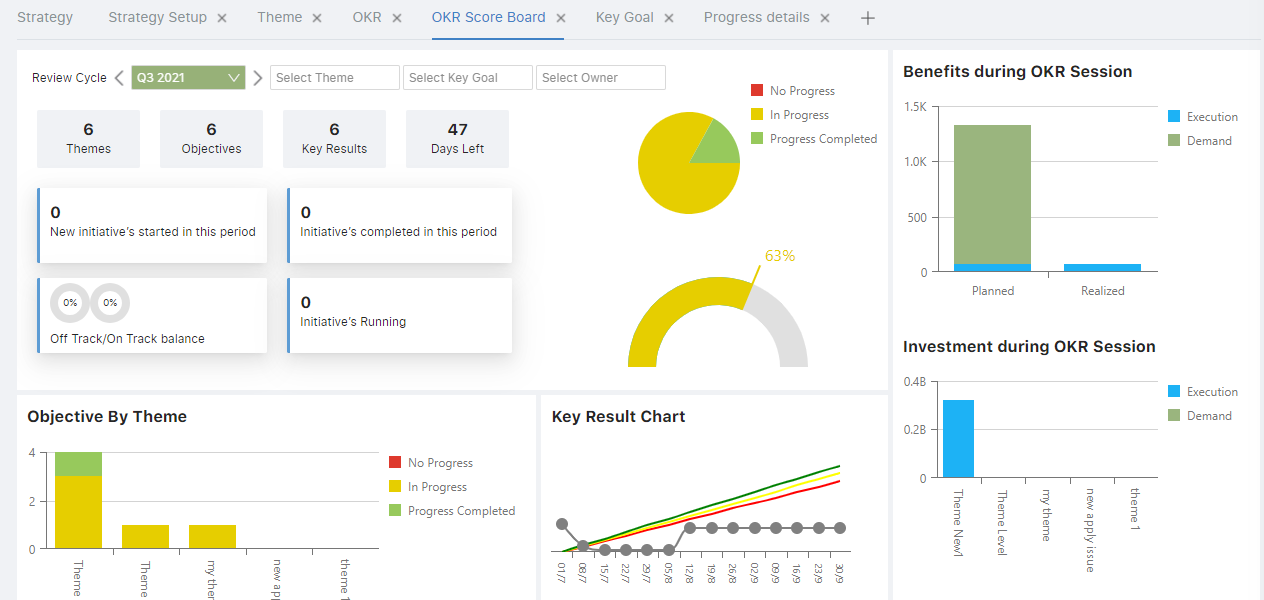 Strategy
Strategy Setup
Theme
OKR
OKR Score Board
Key Goal
Progress details
Review Cycle
Q3 2021
Select Theme
Select Key Goal
Select Owner
6
Themes
6
Objectives
6
Key Results
47
Days Left
0
New initiative's started in this period
0
Initiative's completed in this period
0%
0%
Off Track/On Track balance
0
Initiative's Running
No Progress
In Progress
Progress Completed
63%
Benefits during OKR Session
1.5K
1.0K
500
0
Planned
Realized
Execution
Demand
Investment during OKR Session
0.4B
0.2B
0
Theme New1
Theme Level
my theme
new apply issue
theme 1
Execution
Demand
Objective By Theme
4
2
0
Theme
Theme
my ther
new appl
theme 1
No Progress
In Progress
Progress Completed
Key Result Chart
01/7
08/7
15/7
22/7
29/7
05/8
12/8
19/8
26/8
02/9
09/9
16/9
23/9
30/9